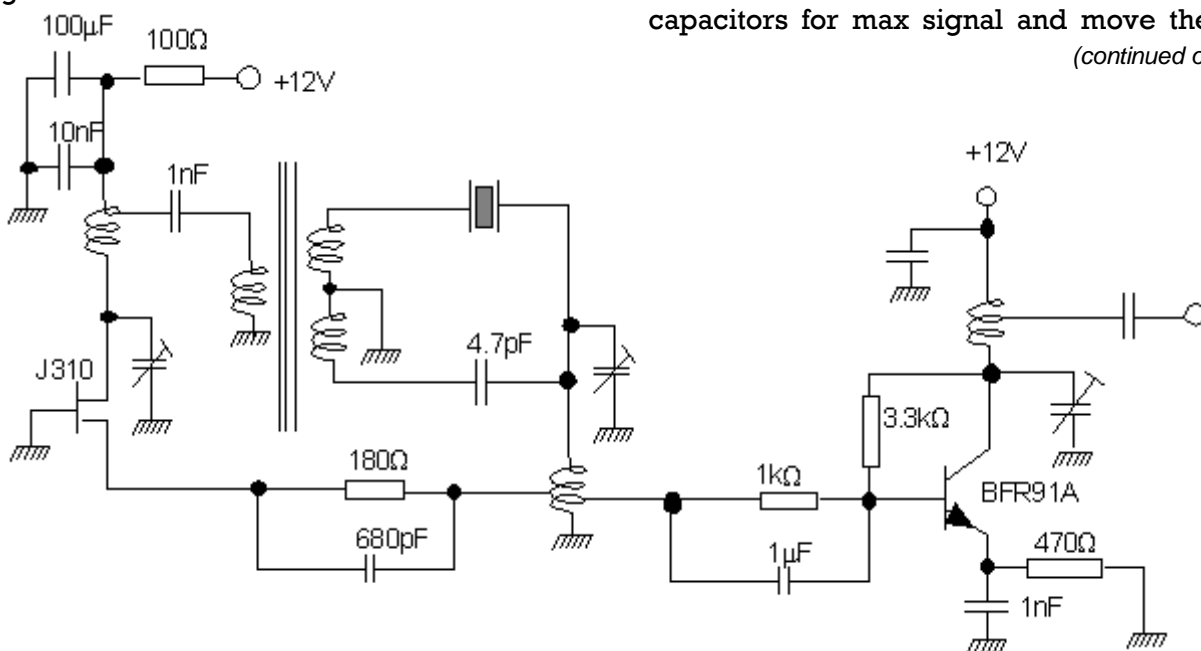 capacitors for max signal and move the
(continued o
100µF
100Ω
+12V
10nF
1nF
+12V
J310
4.7pF
3.3kΩ
180Ω
1kΩ
BFR91A
680pF
1µF
470Ω
1nF